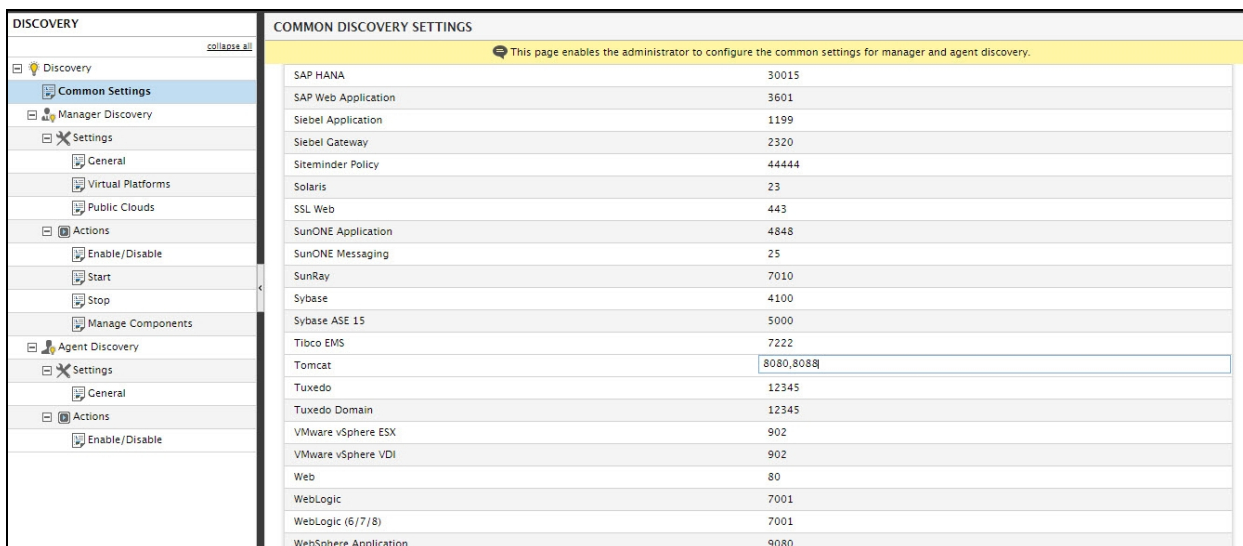 DISCOVERY
collapse all
Discovery
Common Settings
Manager Discovery
Settings
General
Virtual Platforms
Public Clouds
Actions
Enable/Disable
Start
Stop
Manage Components
Agent Discovery
Settings
General
Actions
Enable/Disable
COMMON DISCOVERY SETTINGS
This page enables the administrator to configure the common settings for manager and agent discovery.
SAP HANA 30015
SAP Web Application 3601
Siebel Application 1199
Siebel Gateway 2320
Siteminder Policy 44444
Solaris 23
SSL Web 443
SunONE Application 4848
SunONE Messaging 25
SunRay 7010
Sybase 4100
Sybase ASE 15 5000
Tibco EMS 7222
Tomcat 8080,8088
Tuxedo 12345
Tuxedo Domain 12345
VMware vSphere ESX 902
VMware vSphere VDI 902
Web 80
WebLogic 7001
WebLogic (6/7/8) 7001
WebSphere Application 9080